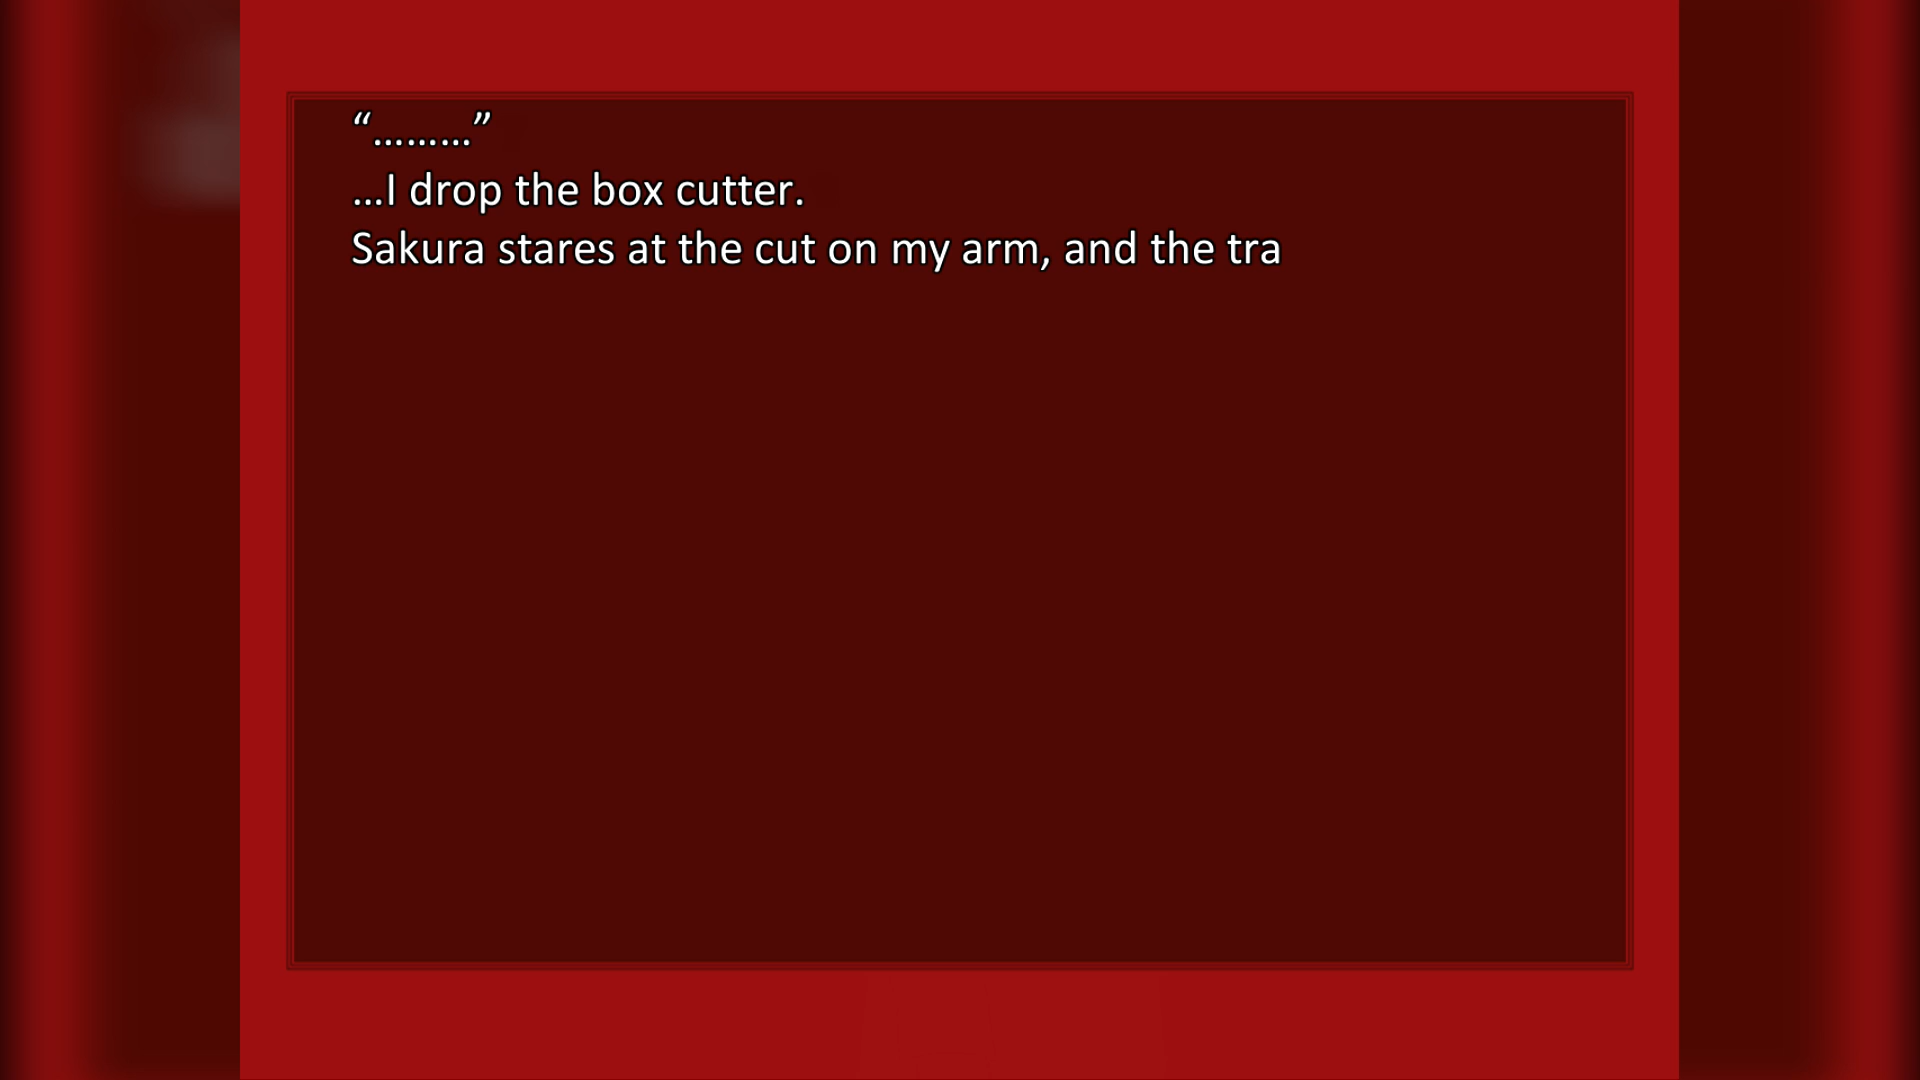 “………”
…I drop the box cutter.
Sakura stares at the cut on my arm, and the tra